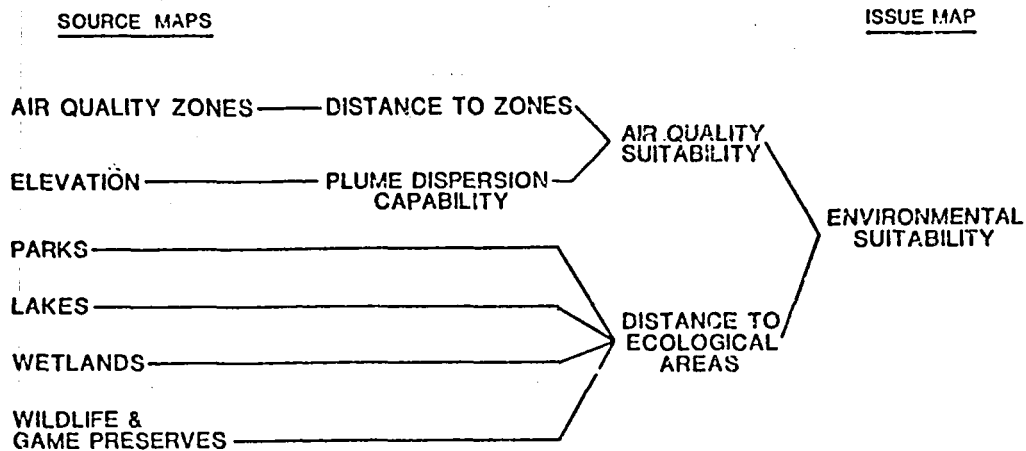 SOURCE MAPS
ISSUE MAP
AIR QUALITY ZONES
DISTANCE TO ZONES
AIR QUALITY
SUITABILITY
ELEVATION
PLUME DISPERSION
CAPABILITY
ENVIRONMENTAL
SUITABILITY
PARKS
LAKES
DISTANCE TO
ECOLOGICAL
AREAS
WETLANDS
WILDLIFE &
GAME PRESERVES